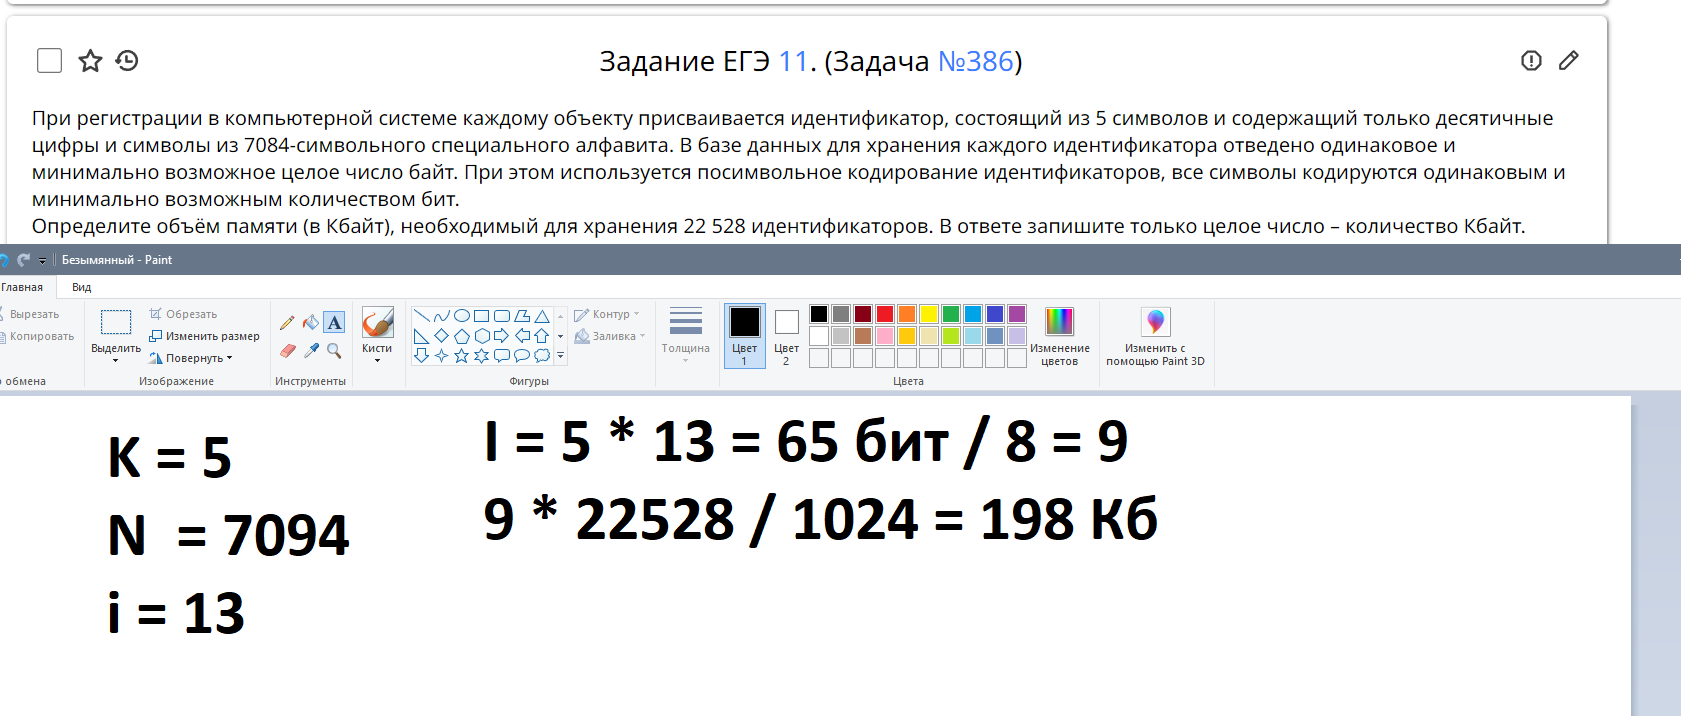 Задание ЕГЭ 11. (Задача №386)
При регистрации в компьютерной системе каждому объекту присваивается идентификатор, состоящий из 5 символов и содержащий только десятичные
цифры и символы из 7084-символьного специального алфавита. В базе данных для хранения каждого идентификатора отведено одинаковое и
минимально возможное целое число байт. При этом используется посимвольное кодирование идентификаторов, все символы кодируются одинаковым и
минимально возможным количеством бит.
Определите объём памяти (в Кбайт), необходимый для хранения 22 528 идентификаторов. В ответе запишите только целое число – количество Кбайт.
Безымянный - Paint
Главная Вид
Вырезать
Копировать
обмена
Выделить
Обрезать
Изменить размер
Повернуть
Изображение
A
Инструменты
Кисти
Контур
Заливка
Фигуры
Толщина
Цвет 1
Цвет 2
Цвета
Изменение цветов
Изменить с помощью Paint 3D
K = 5
N = 7094
i = 13
I = 5 * 13 = 65 бит / 8 = 9
9 * 22528 / 1024 = 198 Кб